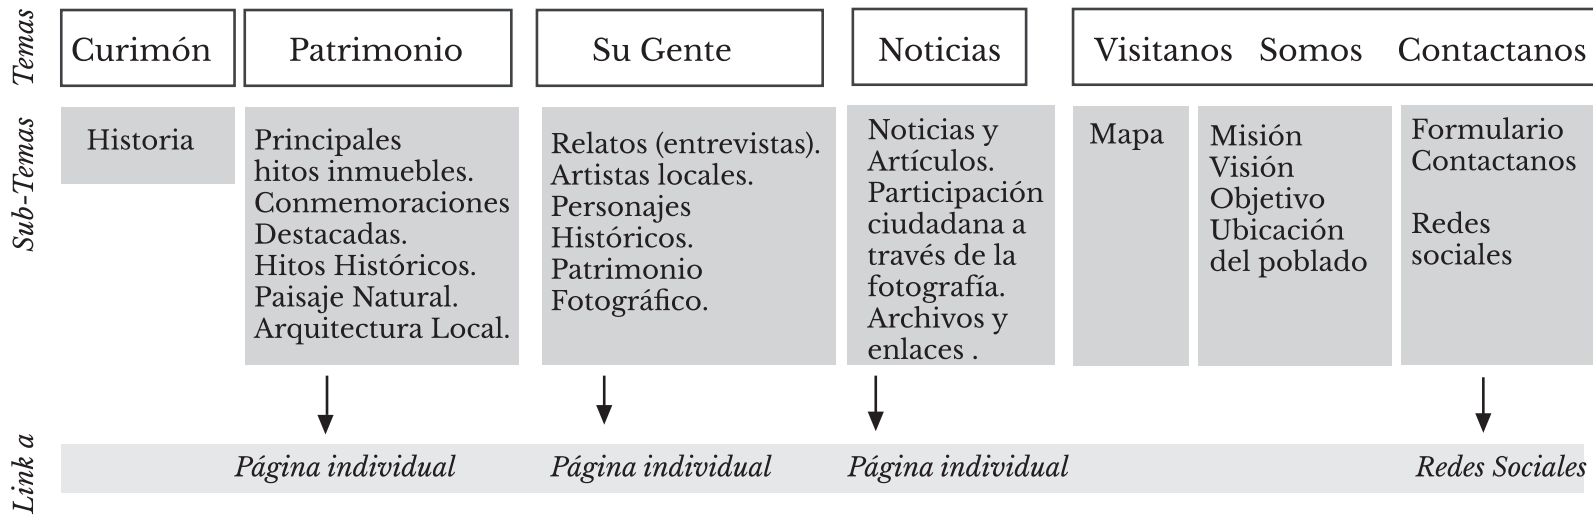 Temas
Curimón
Patrimonio
Su Gente
Noticias
Visitanos Somos Contactanos
Sub-Temas
Historia
Principales
hitos inmuebles.
Conmemoraciones
Destacadas.
Hitos Históricos.
Paisaje Natural.
Arquitectura Local.
Relatos (entrevistas).
Artistas locales.
Personajes
Históricos.
Patrimonio
Fotográfico.
Noticias y
Artículos.
Participación
ciudadana a
través de la
fotografía.
Archivos y
enlaces .
Mapa
Misión
Visión
Objetivo
Ubicación
del poblado
Formulario
Contactanos
Redes
sociales
Link a
Página individual
Página individual
Página individual
Redes Sociales